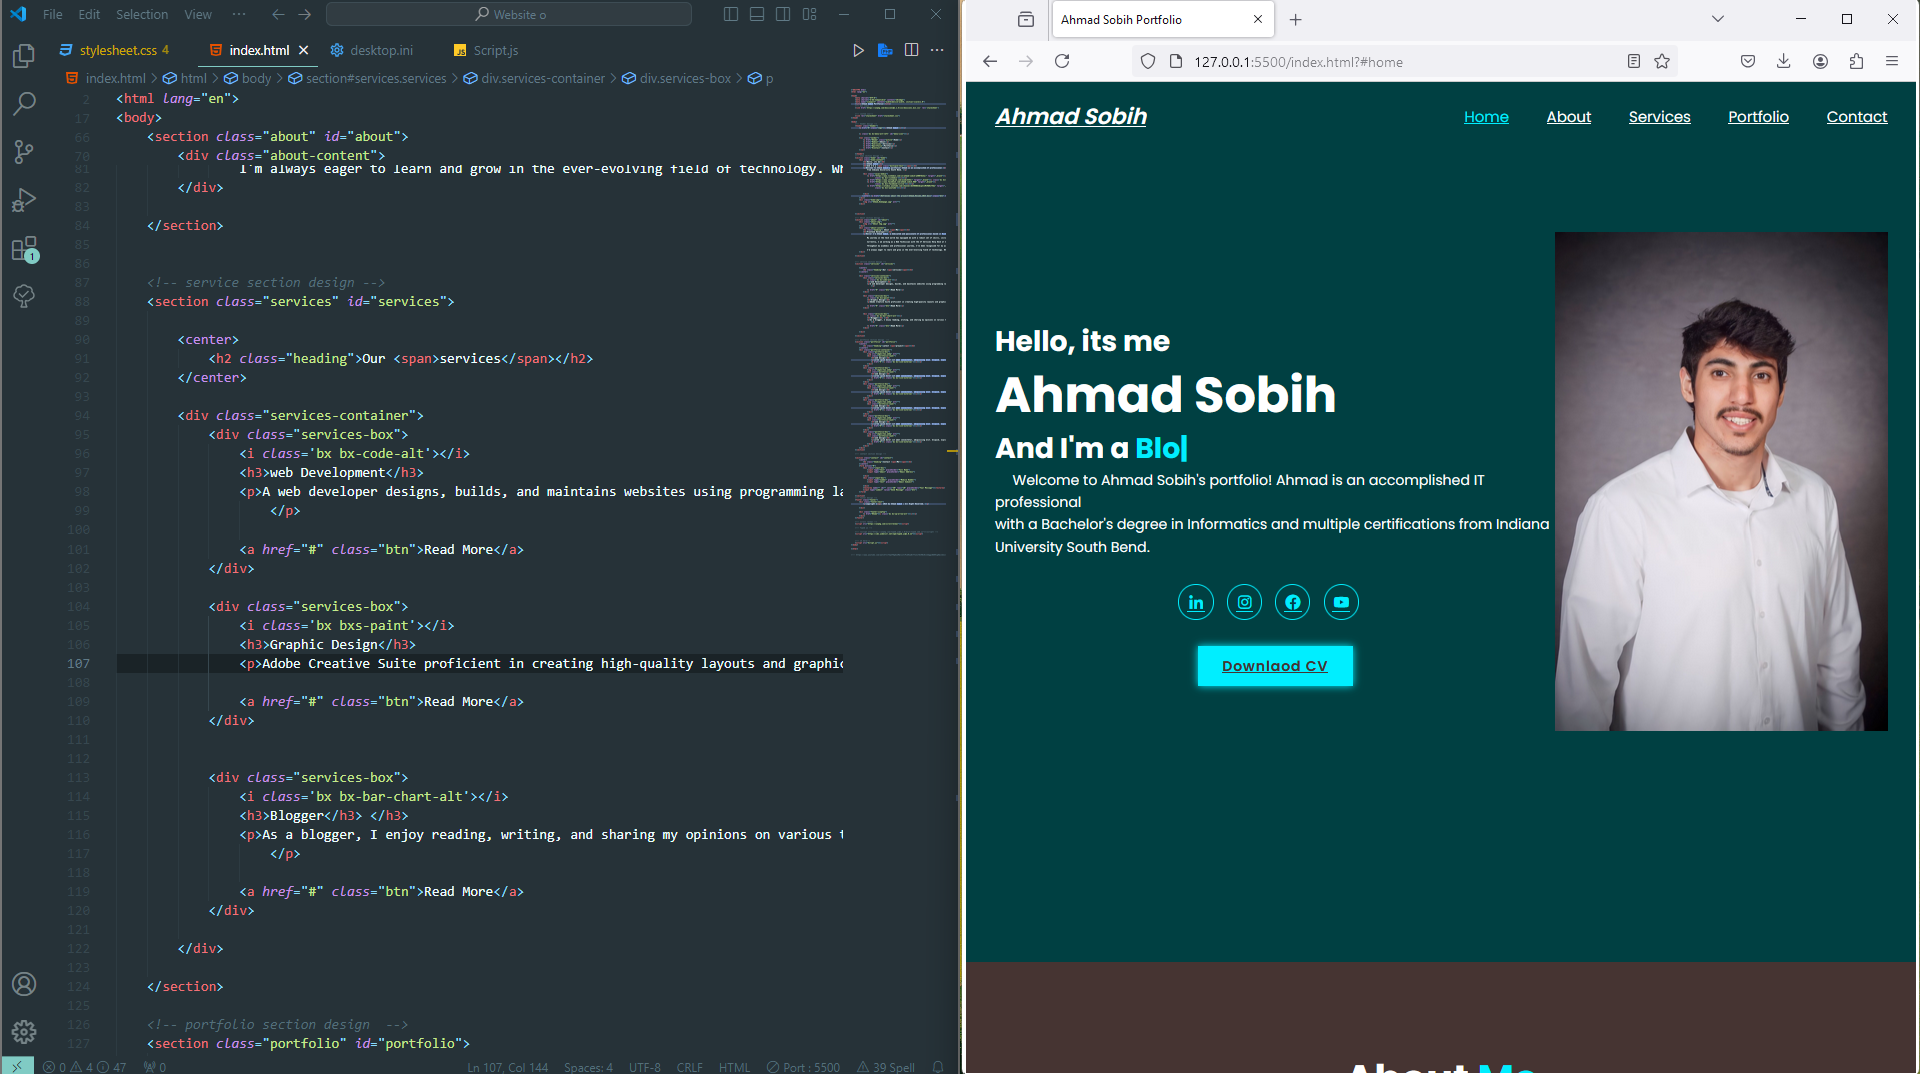 File Edit Selection View ··· Website o
stylesheet.css 4 index.html desktop.ini Script.js
index.html > html > body > section#services.services > div.services-container > div.services-box > p
2 <html lang="en">
17 <body>
66 <section class="about" id="about">
70 <div class="about-content">
81 I'm always eager to learn and grow in the ever-evolving field of technology. Wh
82 </div>
83
84 </section>
85
86
87 <!-- service section design -->
88 <section class="services" id="services">
89
90 <center>
91 <h2 class="heading">Our <span>services</span></h2>
92 </center>
93
94 <div class="services-container">
95 <div class="services-box">
96 <i class='bx bx-code-alt'></i>
97 <h3>web Development</h3>
98 <p>A web developer designs, builds, and maintains websites using programming la
99 </p>
100
101 <a href="#" class="btn">Read More</a>
102 </div>
103
104 <div class="services-box">
105 <i class='bx bxs-paint'></i>
106 <h3>Graphic Design</h3>
107 <p>Adobe Creative Suite proficient in creating high-quality layouts and graphic
108
109 <a href="#" class="btn">Read More</a>
110 </div>
111
112
113 <div class="services-box">
114 <i class='bx bx-bar-chart-alt'></i>
115 <h3>Blogger</h3> </h3>
116 <p>As a blogger, I enjoy reading, writing, and sharing my opinions on various t
117 </p>
118
119 <a href="#" class="btn">Read More</a>
120 </div>
121
122 </div>
123
124 </section>
125
126 <!-- portfolio section design  -->
127 <section class="portfolio" id="portfolio">
1
0 4 47 0 Ln 107, Col 144 Spaces: 4 UTF-8 CRLF HTML Port : 5500 39 Spell
Ahmad Sobih Portfolio
127.0.0.1:5500/index.html?#home
Ahmad Sobih Home About Services Portfolio Contact
Hello, its me
Ahmad Sobih
And I'm a Blo|
Welcome to Ahmad Sobih's portfolio! Ahmad is an accomplished IT
professional
with a Bachelor's degree in Informatics and multiple certifications from Indiana
University South Bend.
Downlaod CV
About Me